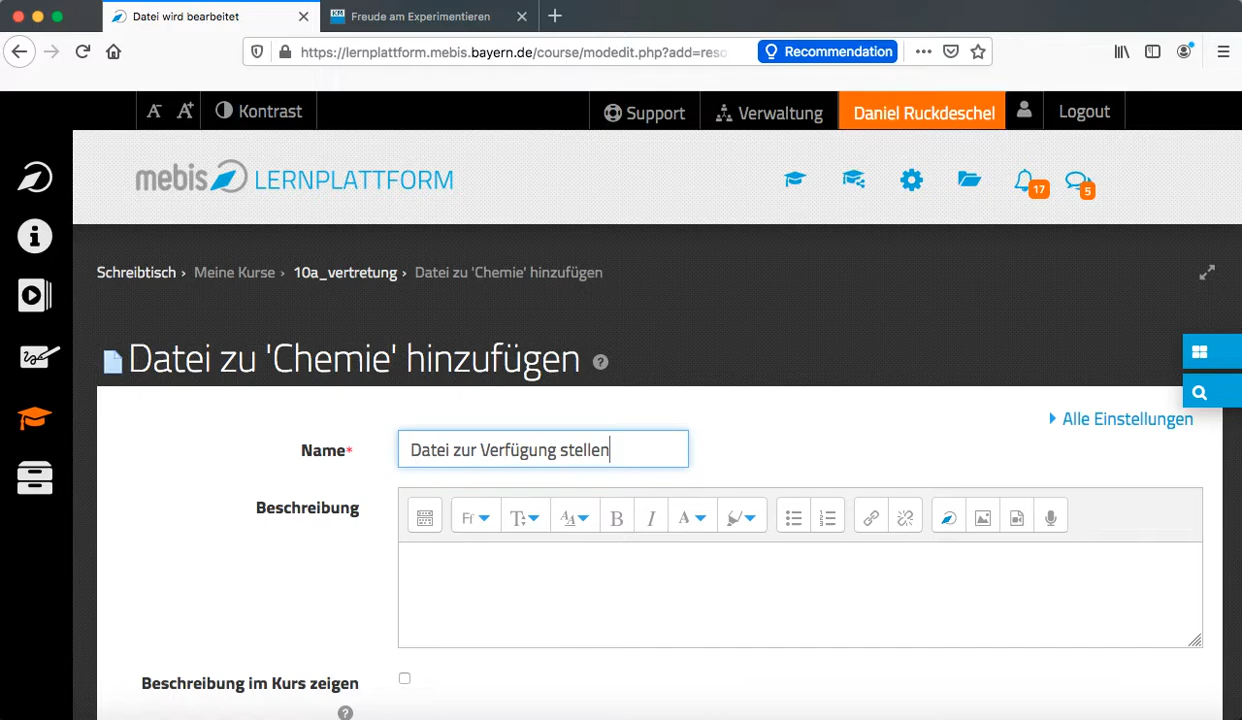 Datei wird bearbeitet
KM Freude am Experimentieren
https://lernplattform.mebis.bayern.de/course/modedit.php?add=reso
Recommendation
A- A+ Kontrast Support Verwaltung Daniel Ruckdeschel Logout
mebis LERNPLATTFORM
17
5
Schreibtisch › Meine Kurse › 10a_vertretung › Datei zu 'Chemie' hinzufügen
Datei zu 'Chemie' hinzufügen
Alle Einstellungen
Name* Datei zur Verfügung stellen
Beschreibung
Ff T A B I A
Beschreibung im Kurs zeigen